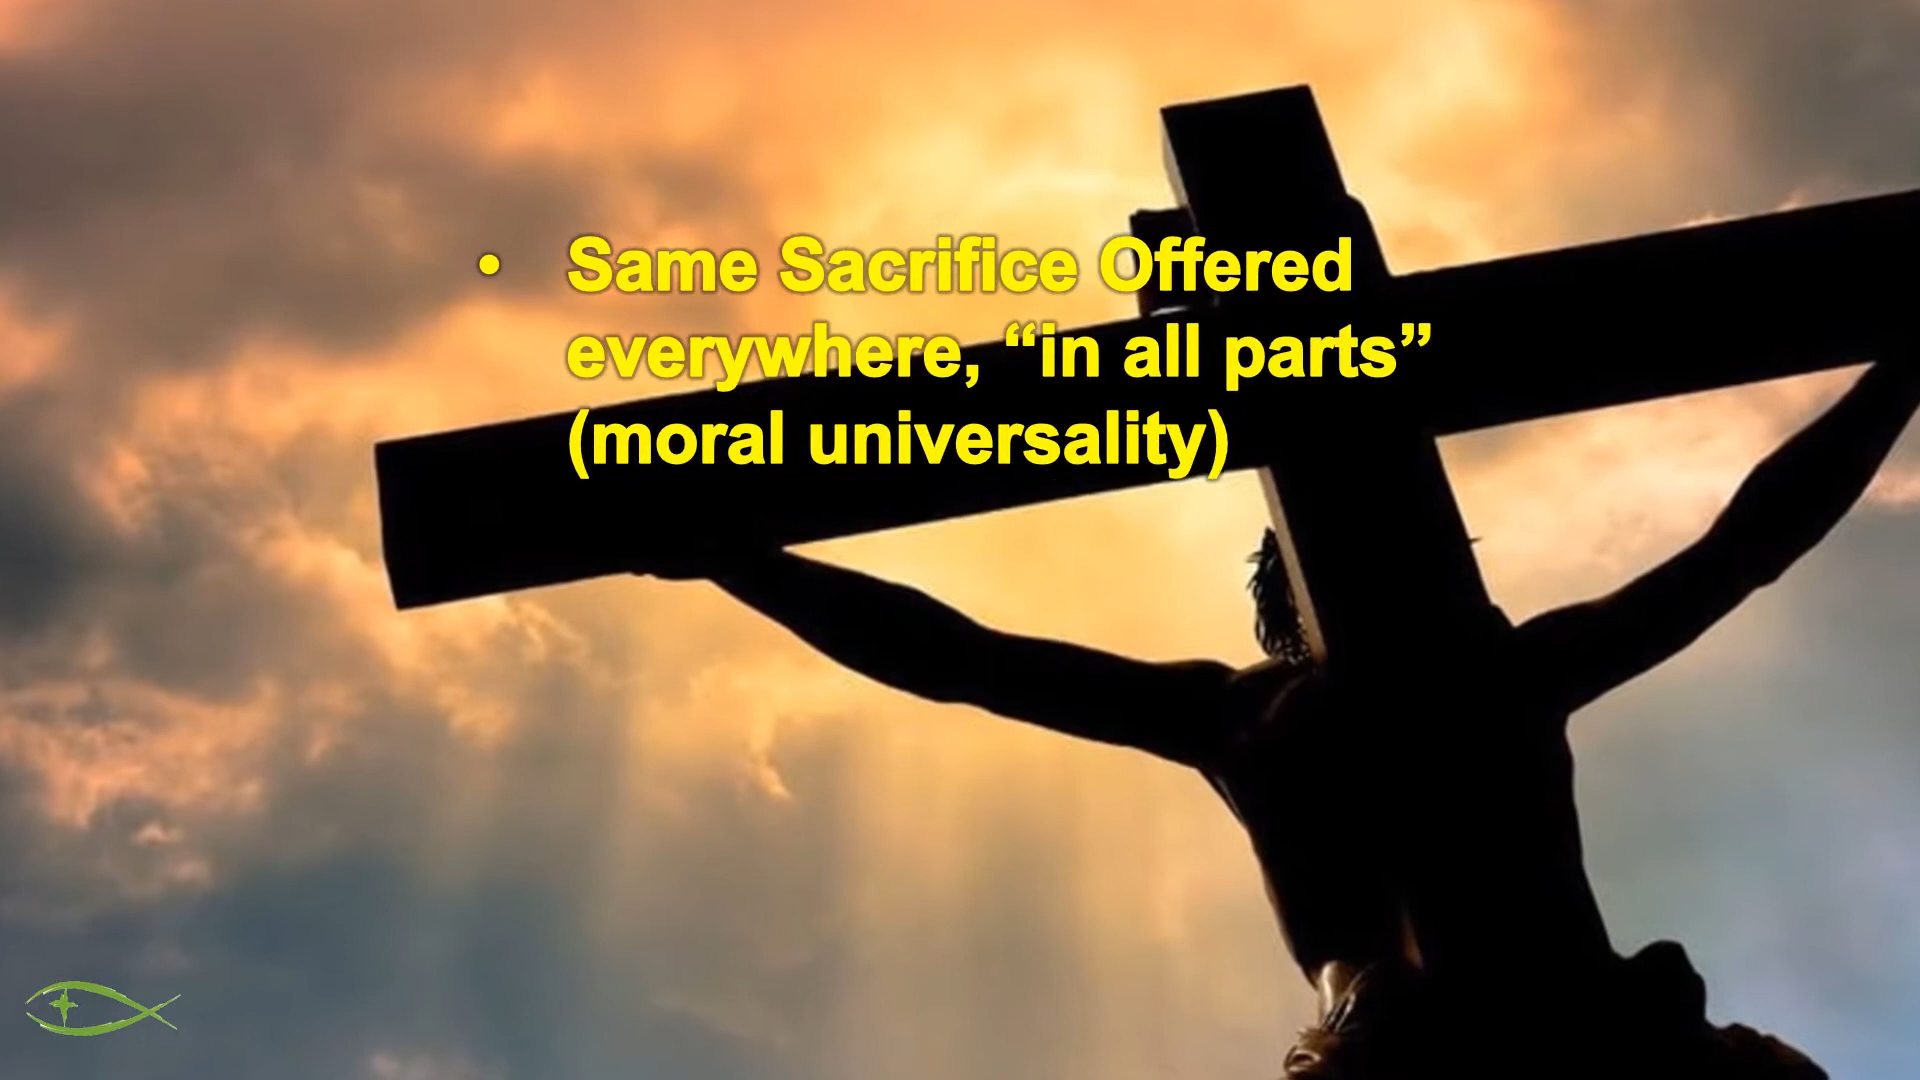 • Same Sacrifice Offered
everywhere, “in all parts”
(moral universality)